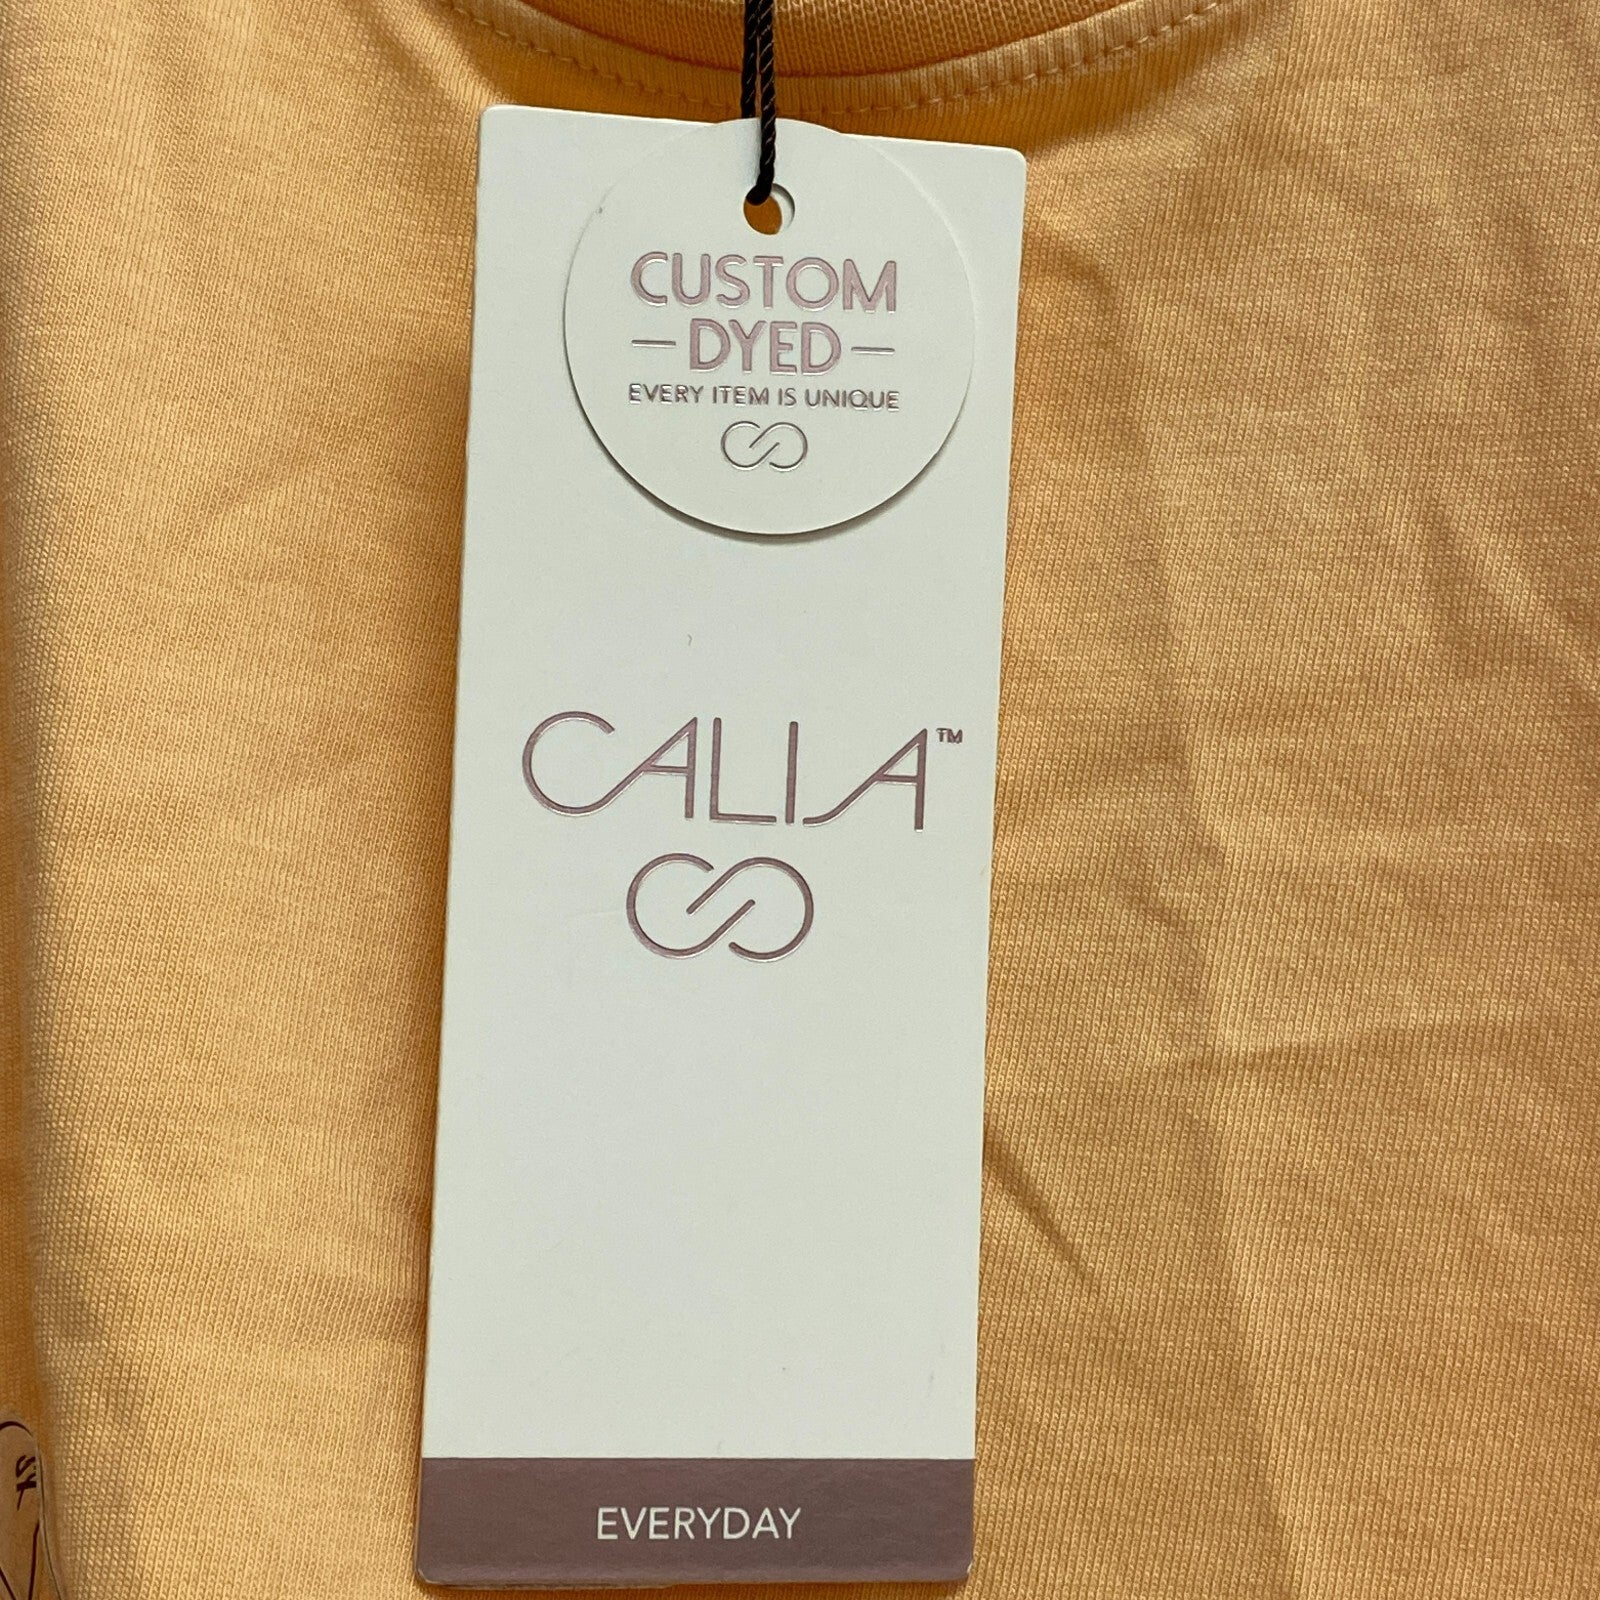 CUSTOM
DYED
EVERY ITEM IS UNIQUE
CALIA™
EVERYDAY